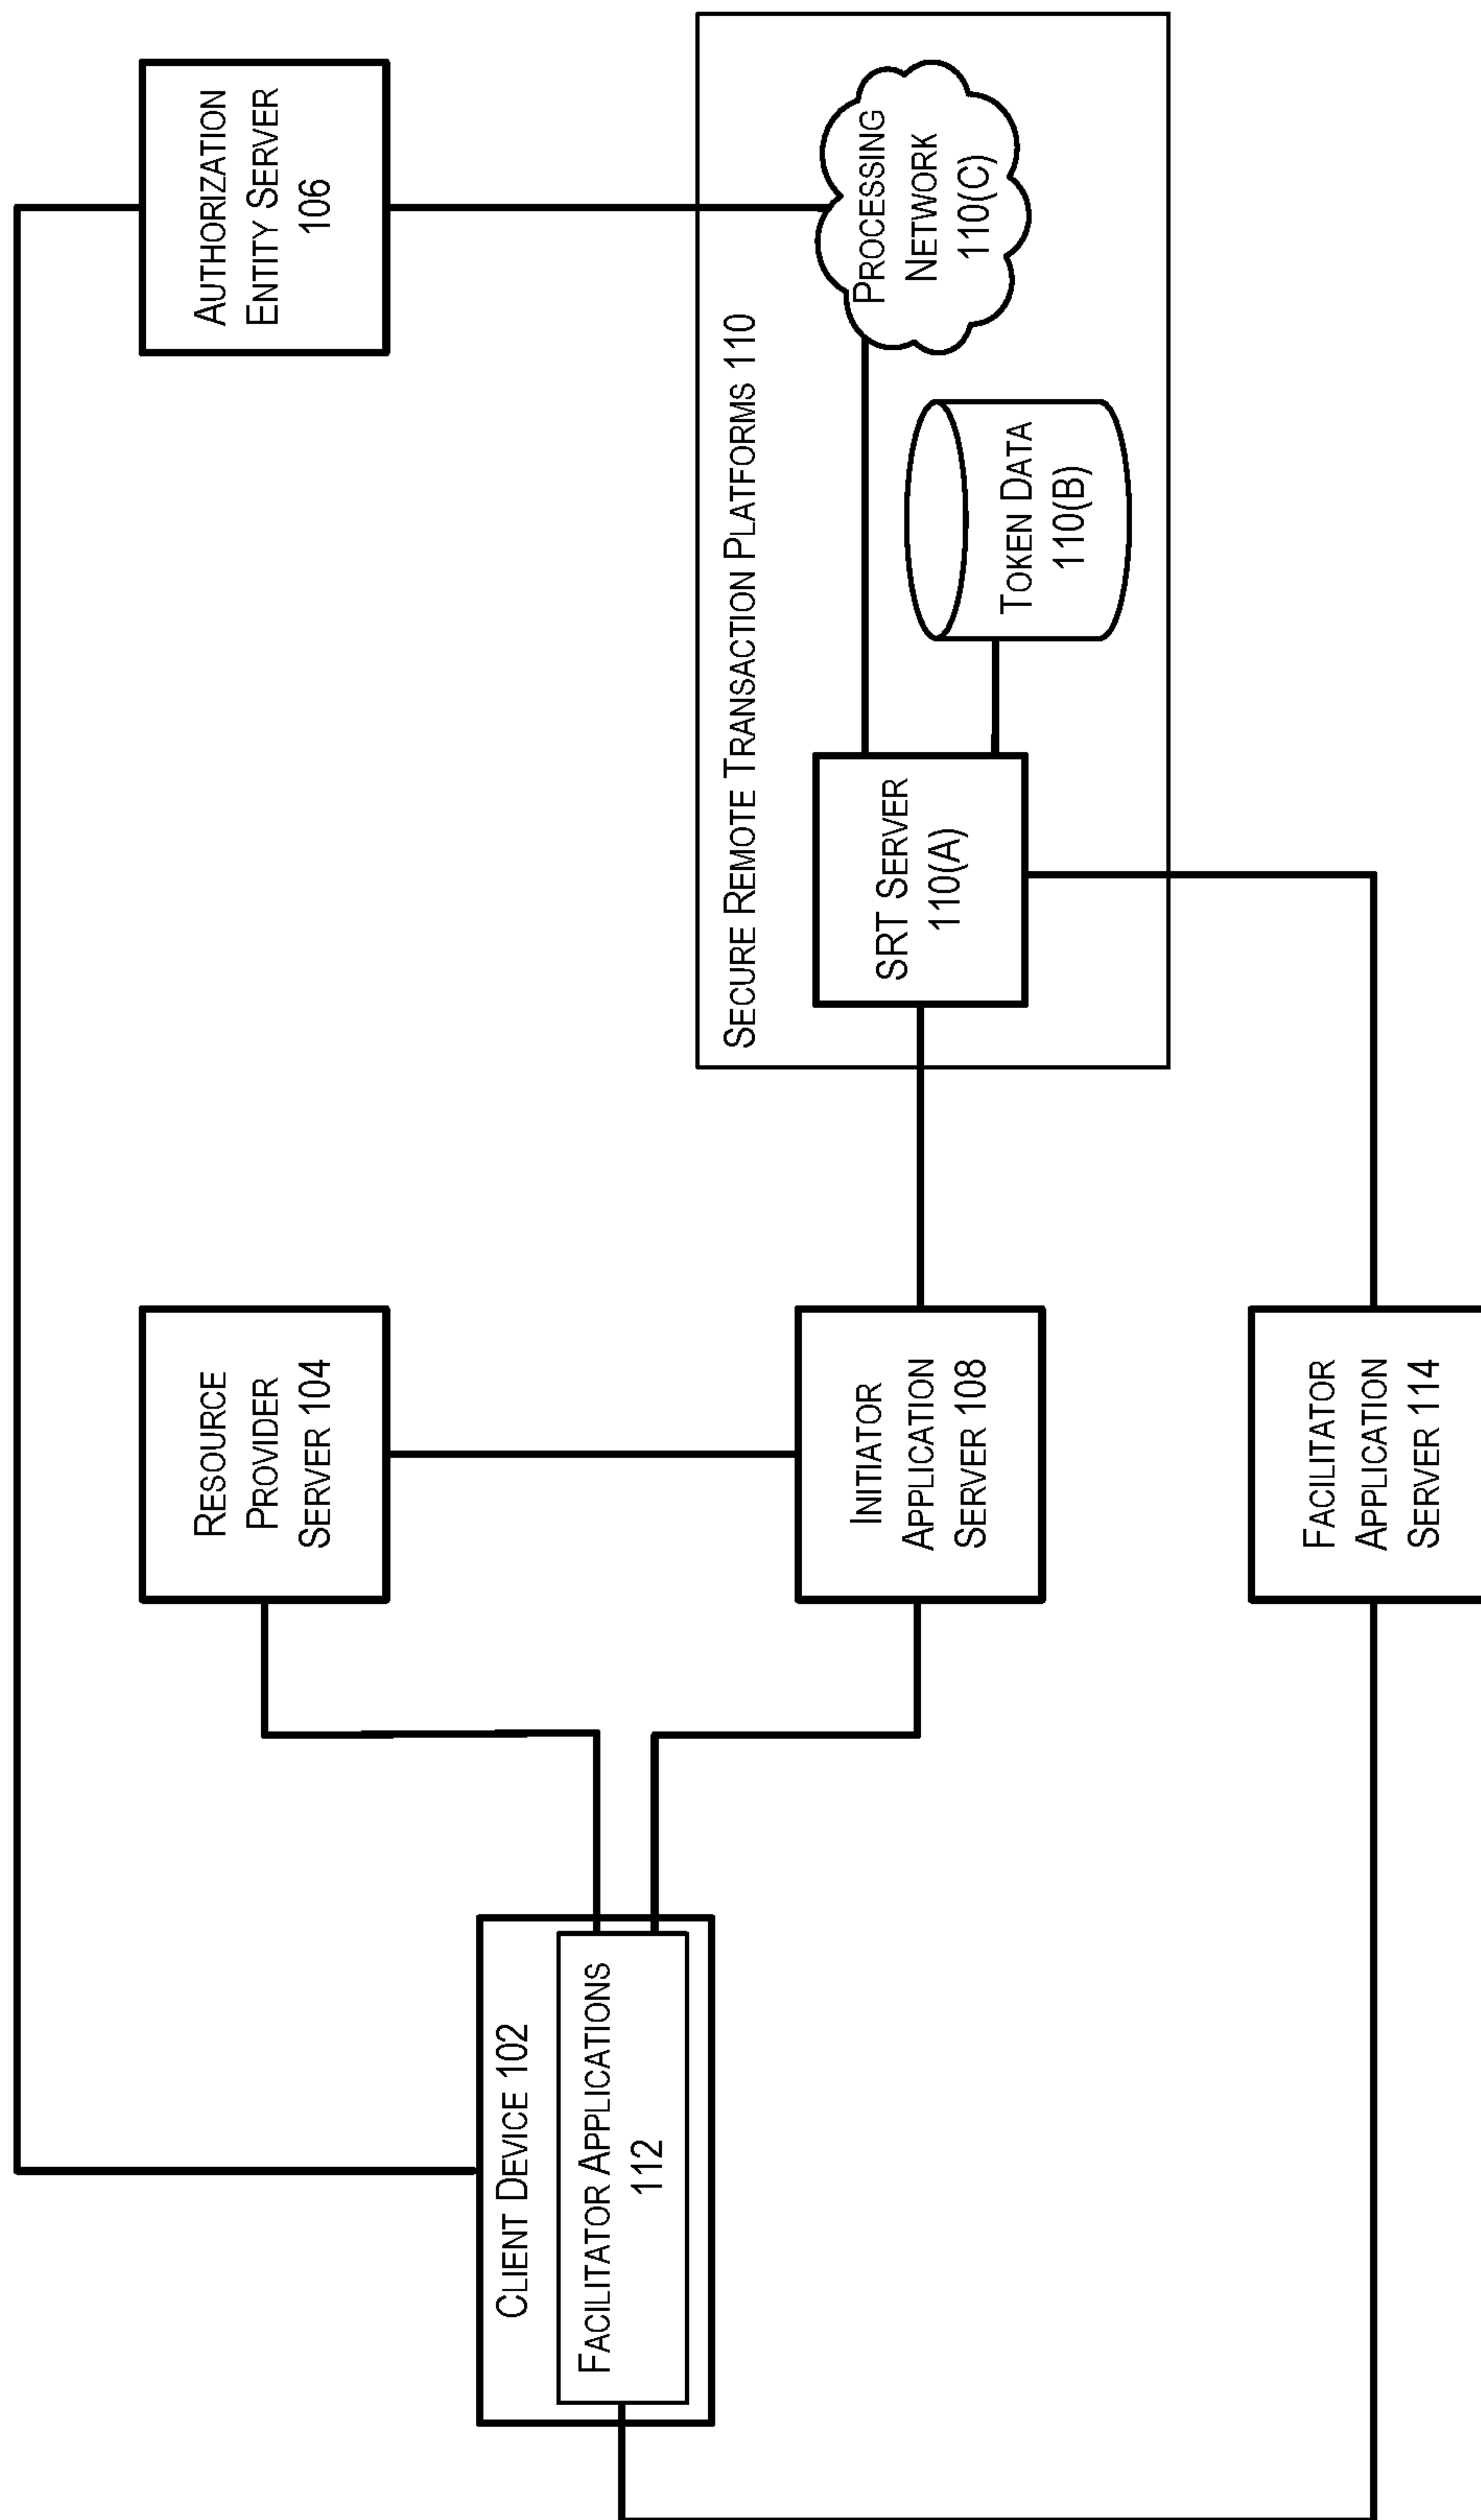 CLIENT DEVICE 102
FACILITATOR APPLICATIONS
112
RESOURCE
PROVIDER
SERVER 104
INITIATOR
APPLICATION
SERVER 108
FACILITATOR
APPLICATION
SERVER 114
AUTHORIZATION
ENTITY SERVER
106
SECURE REMOTE TRANSACTION PLATFORMS 110
SRT SERVER
110(A)
TOKEN DATA
110(B)
PROCESSING
NETWORK
110(C)